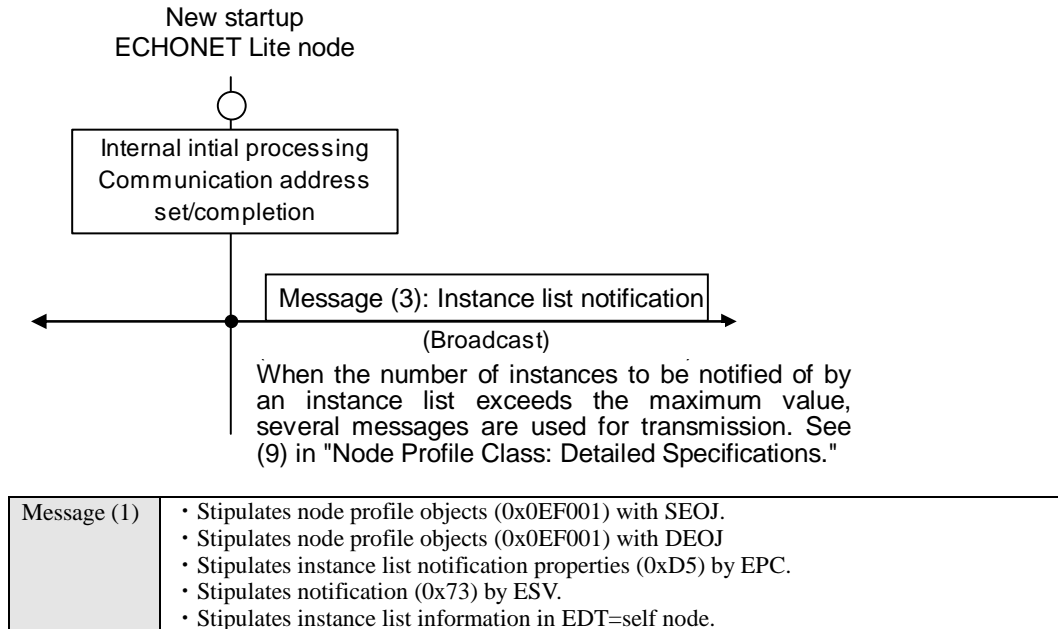 New startup
ECHONET Lite node
Internal intial processing
Communication address
set/completion
Message (3): Instance list notification
(Broadcast)
When the number of instances to be notified of by
an instance list exceeds the maximum value,
several messages are used for transmission. See
(9) in "Node Profile Class: Detailed Specifications."
Message (1)
・Stipulates node profile objects (0x0EF001) with SEOJ.
・Stipulates node profile objects (0x0EF001) with DEOJ
・Stipulates instance list notification properties (0xD5) by EPC.
・Stipulates notification (0x73) by ESV.
・Stipulates instance list information in EDT=self node.